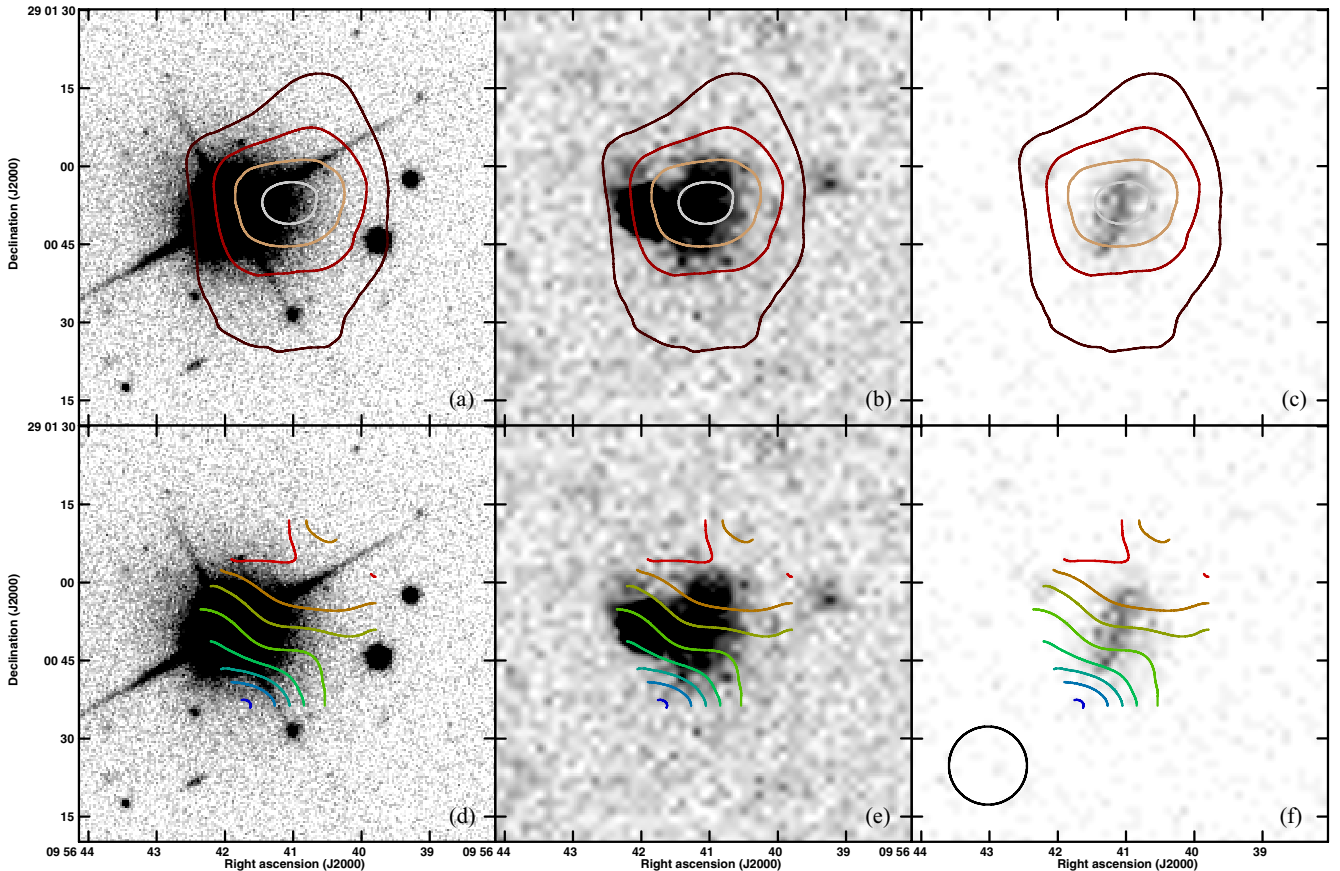 29 01 30
15
00
00 45
30
15
Declination (J2000)
(a)
(b)
(c)
29 01 30
15
00
00 45
30
15
Declination (J2000)
(d)
(e)
(f)
09 56 44 43 42 41 40 39 09 56 44 43 42 41 40 39 09 56 44 43 42 41 40 39
Right ascension (J2000) Right ascension (J2000) Right ascension (J2000)